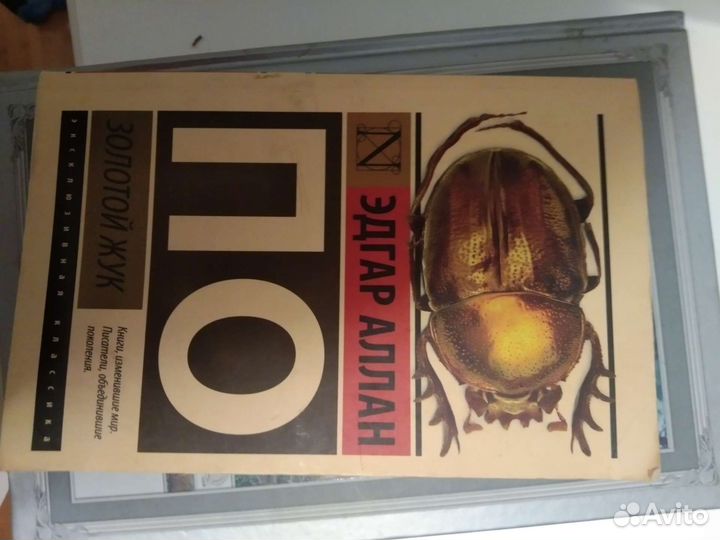 ЭДГАР АЛЛАН
ПО
ЗОЛОТОЙ ЖУК
Книги, изменившие мир.
Писатели, объединившие
поколения.
эксклюзивная классика
Avito